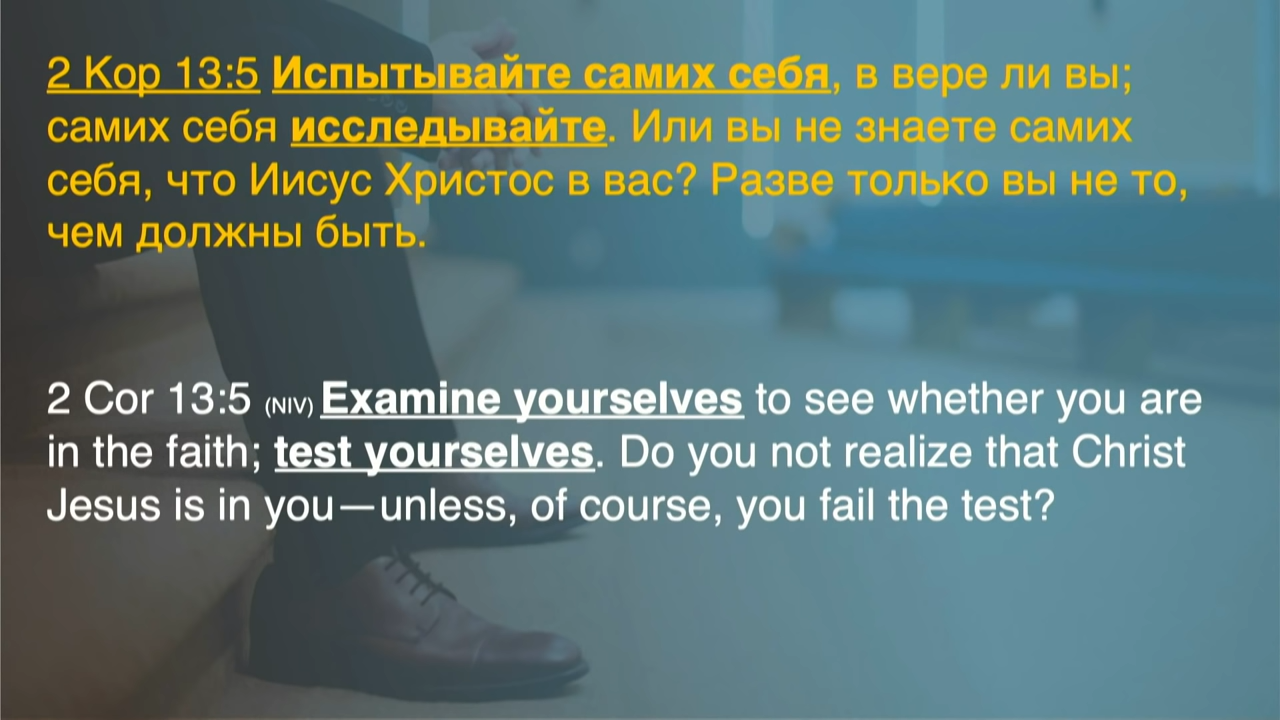 2 Кор 13:5 Испытывайте самих себя, в вере ли вы;
самих себя исследывайте. Или вы не знаете самих
себя, что Иисус Христос в вас? Разве только вы не то,
чем должны быть.
2 Cor 13:5 (NIV) Examine yourselves to see whether you are
in the faith; test yourselves. Do you not realize that Christ
Jesus is in you—unless, of course, you fail the test?